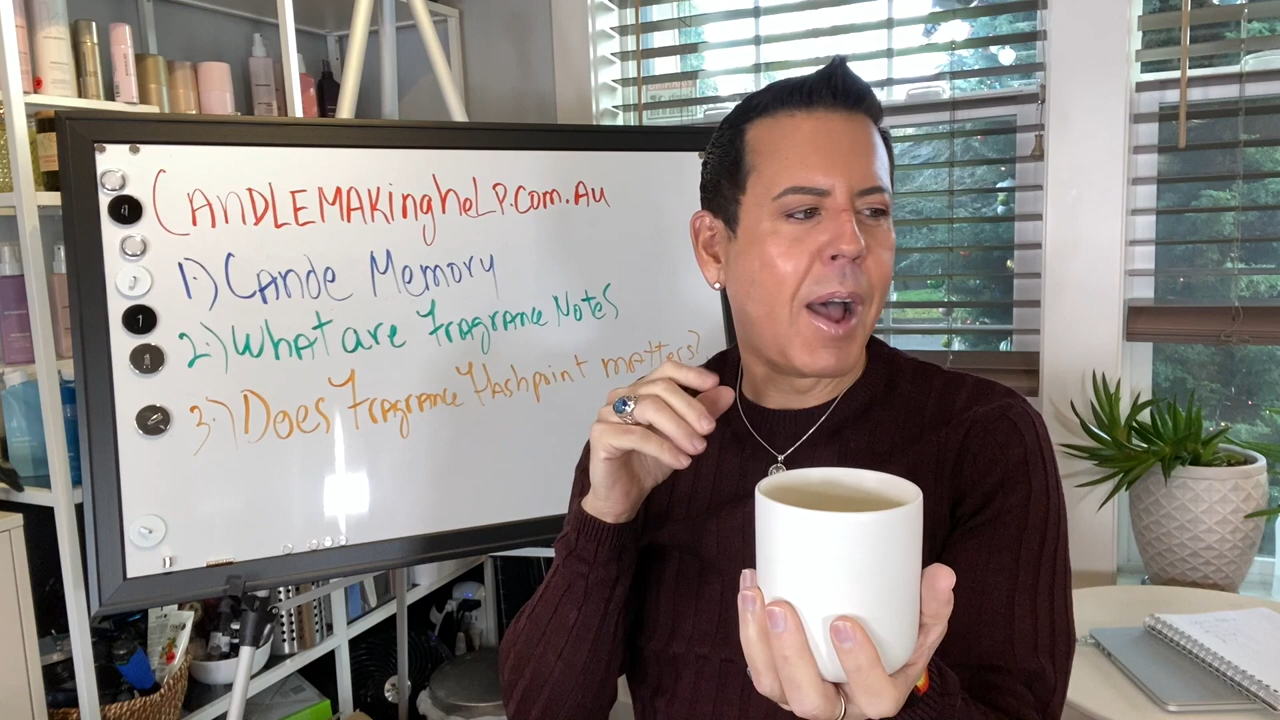 CANDLEMAKingheLP.Com.Au
1.) Cande Memory
2.) What are Fragrance Notes
3.) Does Fragrance Flashpoint matters?